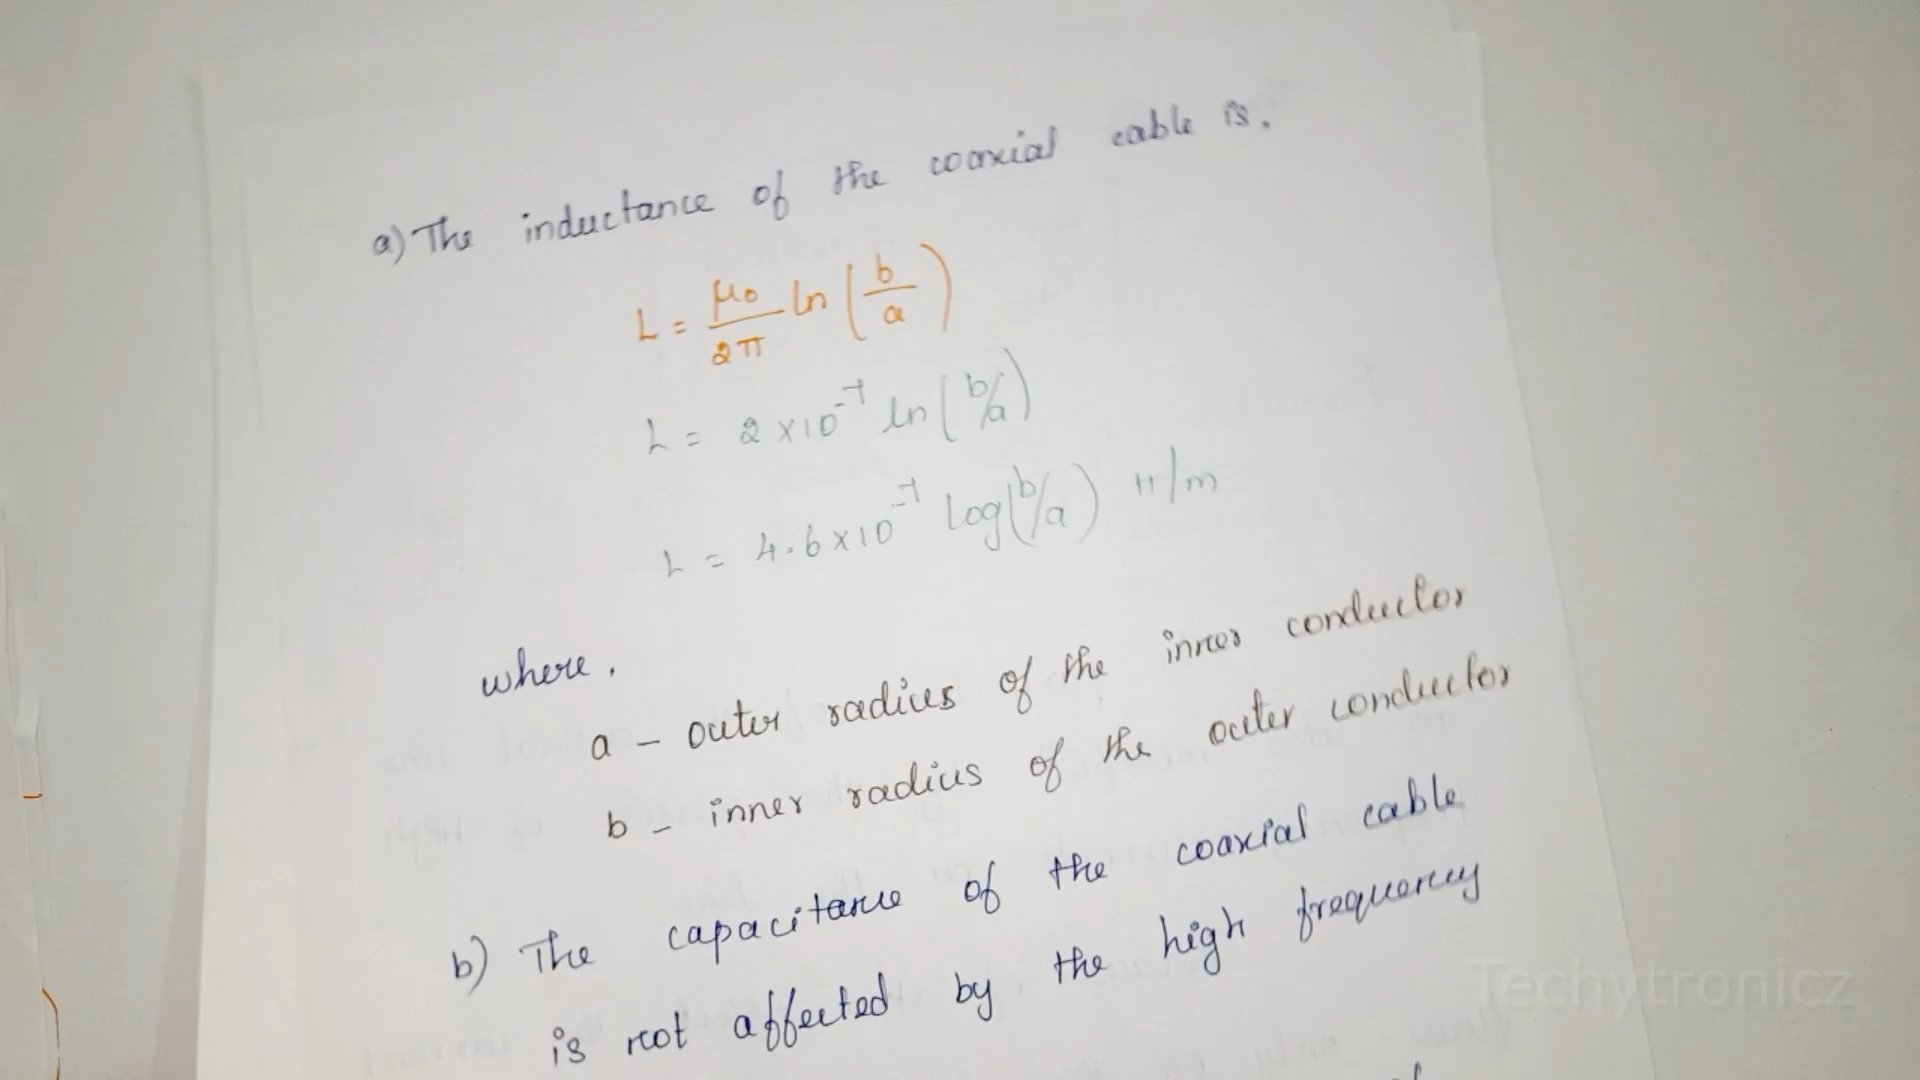 a) The inductance of the coaxial cable is,
L = μ₀/2π ln (b/a)
L = 2 × 10⁻⁷ ln (b/a)
L = 4.6 × 10⁻⁷ log (b/a) H/m
where,
a – outer radius of the inner conductor
b – inner radius of the outer conductor
b) The capacitance of the coaxial cable
is not affected by the high frequency
Techytronicz